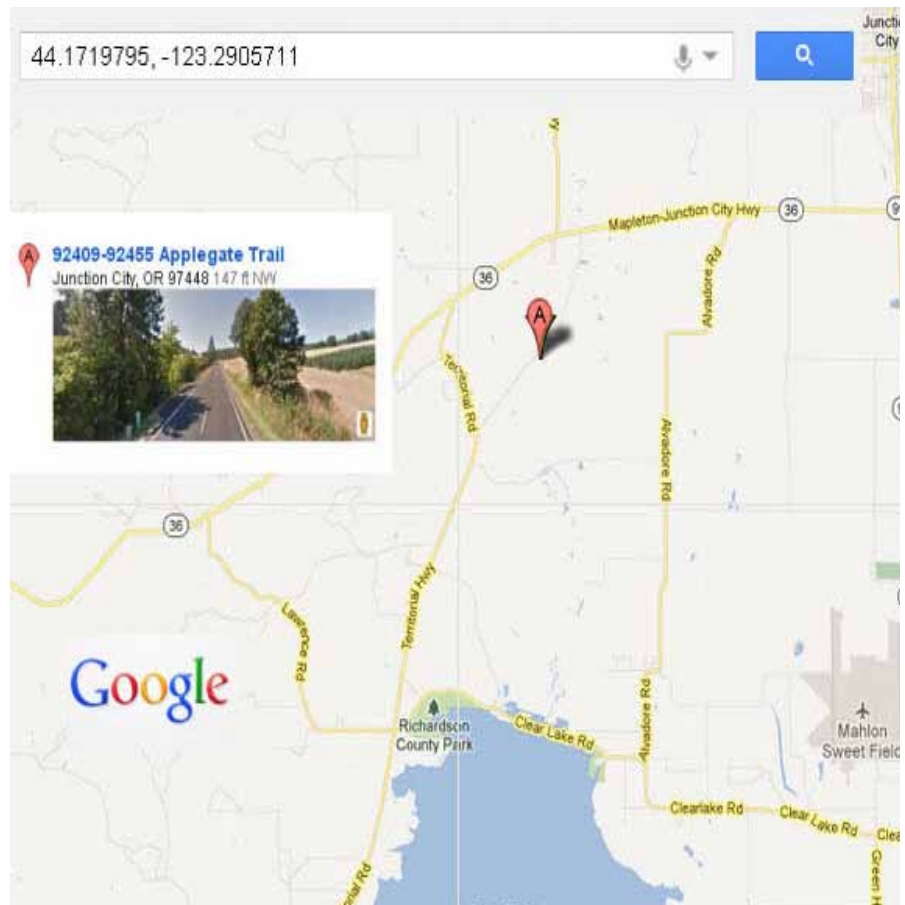 44.1719795, -123.2905711
Junction
City
36
Mapleton-Junction City Hwy
A
92409-92455 Applegate Trail
Junction City, OR 97448 147 ft NW
36
A
Alvadore Rd
Territorial Rd
Alvadore Rd
36
Lawrence Rd
Territorial Hwy
Google
Richardson
County Park
Clear Lake Rd
Alvadore Rd
Mahlon
Sweet Field
Clearlake Rd
Clear Lake Rd
Green H